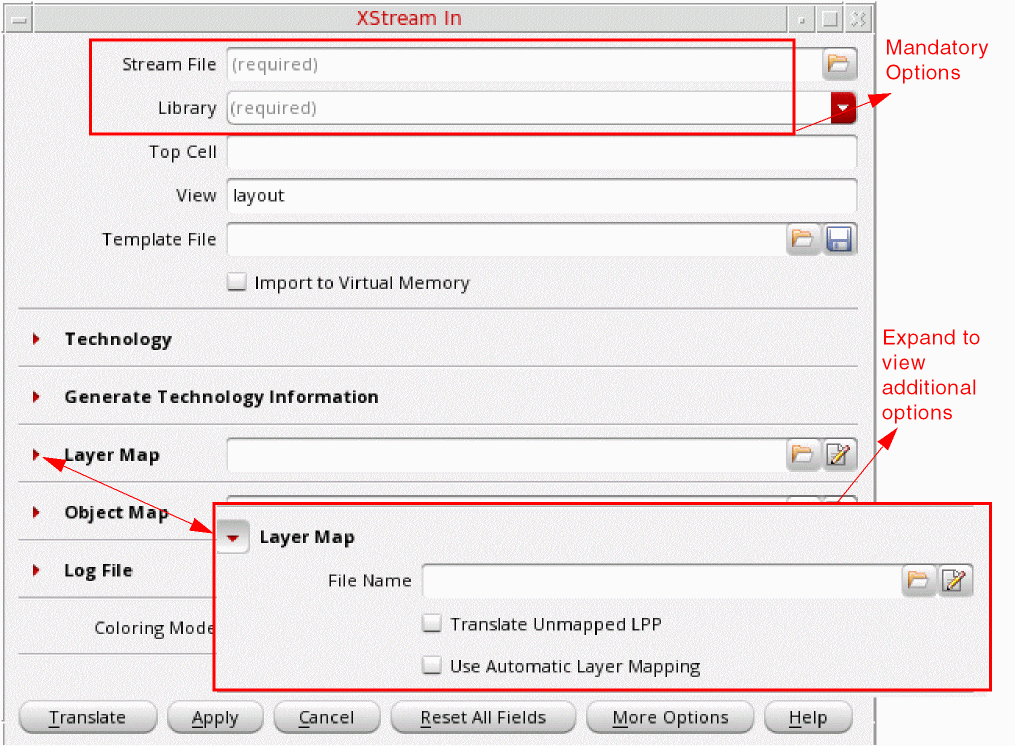 XStream In
Stream File (required)
Library (required)
Mandatory
Options
Top Cell
View layout
Template File
Import to Virtual Memory
Technology
Generate Technology Information
Expand to
view
additional
options
Layer Map
Object Map
Log File
Coloring Mode
Layer Map
File Name
Translate Unmapped LPP
Use Automatic Layer Mapping
Translate Apply Cancel Reset All Fields More Options Help